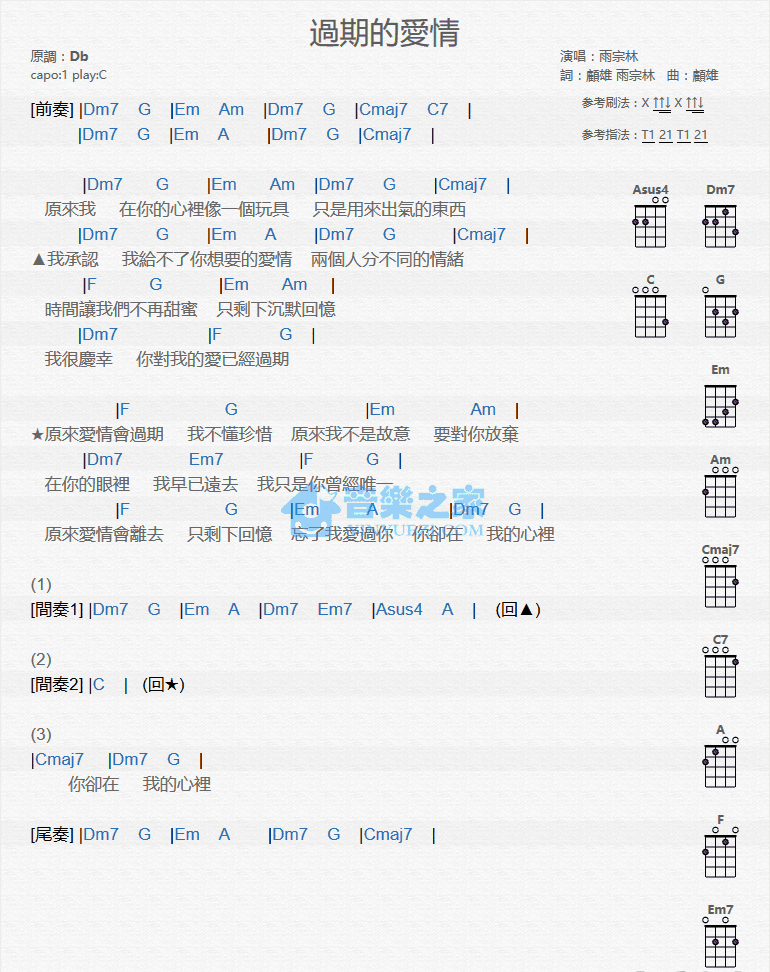 過期的愛情
原調：Db
capo:1 play:C
演唱：雨宗林
詞：顧雄 雨宗林 曲：顧雄
参考刷法：X ↑↑↓ X ↑↑↓
参考指法：T1 21 T1 21
[前奏] |Dm7 G |Em Am |Dm7 G |Cmaj7 C7 |
|Dm7 G |Em A |Dm7 G |Cmaj7 |
|Dm7 G |Em Am |Dm7 G |Cmaj7 |
原來我 在你的心裡像一個玩具 只是用來出氣的東西
|Dm7 G |Em A |Dm7 G |Cmaj7 |
▲我承認 我給不了你想要的愛情 兩個人分不同的情緒
|F G |Em Am |
時間讓我們不再甜蜜 只剩下沉默回憶
|Dm7 |F G |
我很慶幸 你對我的愛已經過期
|F G |Em Am |
★原來愛情會過期 我不懂珍惜 原來我不是故意 要對你放棄
|Dm7 Em7 |F G |
在你的眼裡 我早已遠去 我只是你曾經唯一
|F G |Em A |Dm7 G |
原來愛情會離去 只剩下回憶 忘了我愛過你 你卻在 我的心裡
(1)
[間奏1] |Dm7 G |Em A |Dm7 Em7 |Asus4 A | (回▲)
(2)
[間奏2] |C | (回★)
(3)
|Cmaj7 |Dm7 G |
你卻在 我的心裡
[尾奏] |Dm7 G |Em A |Dm7 G |Cmaj7 |
Asus4 Dm7
C G
Em
Am
Cmaj7
C7
A
F
Em7
音樂之家